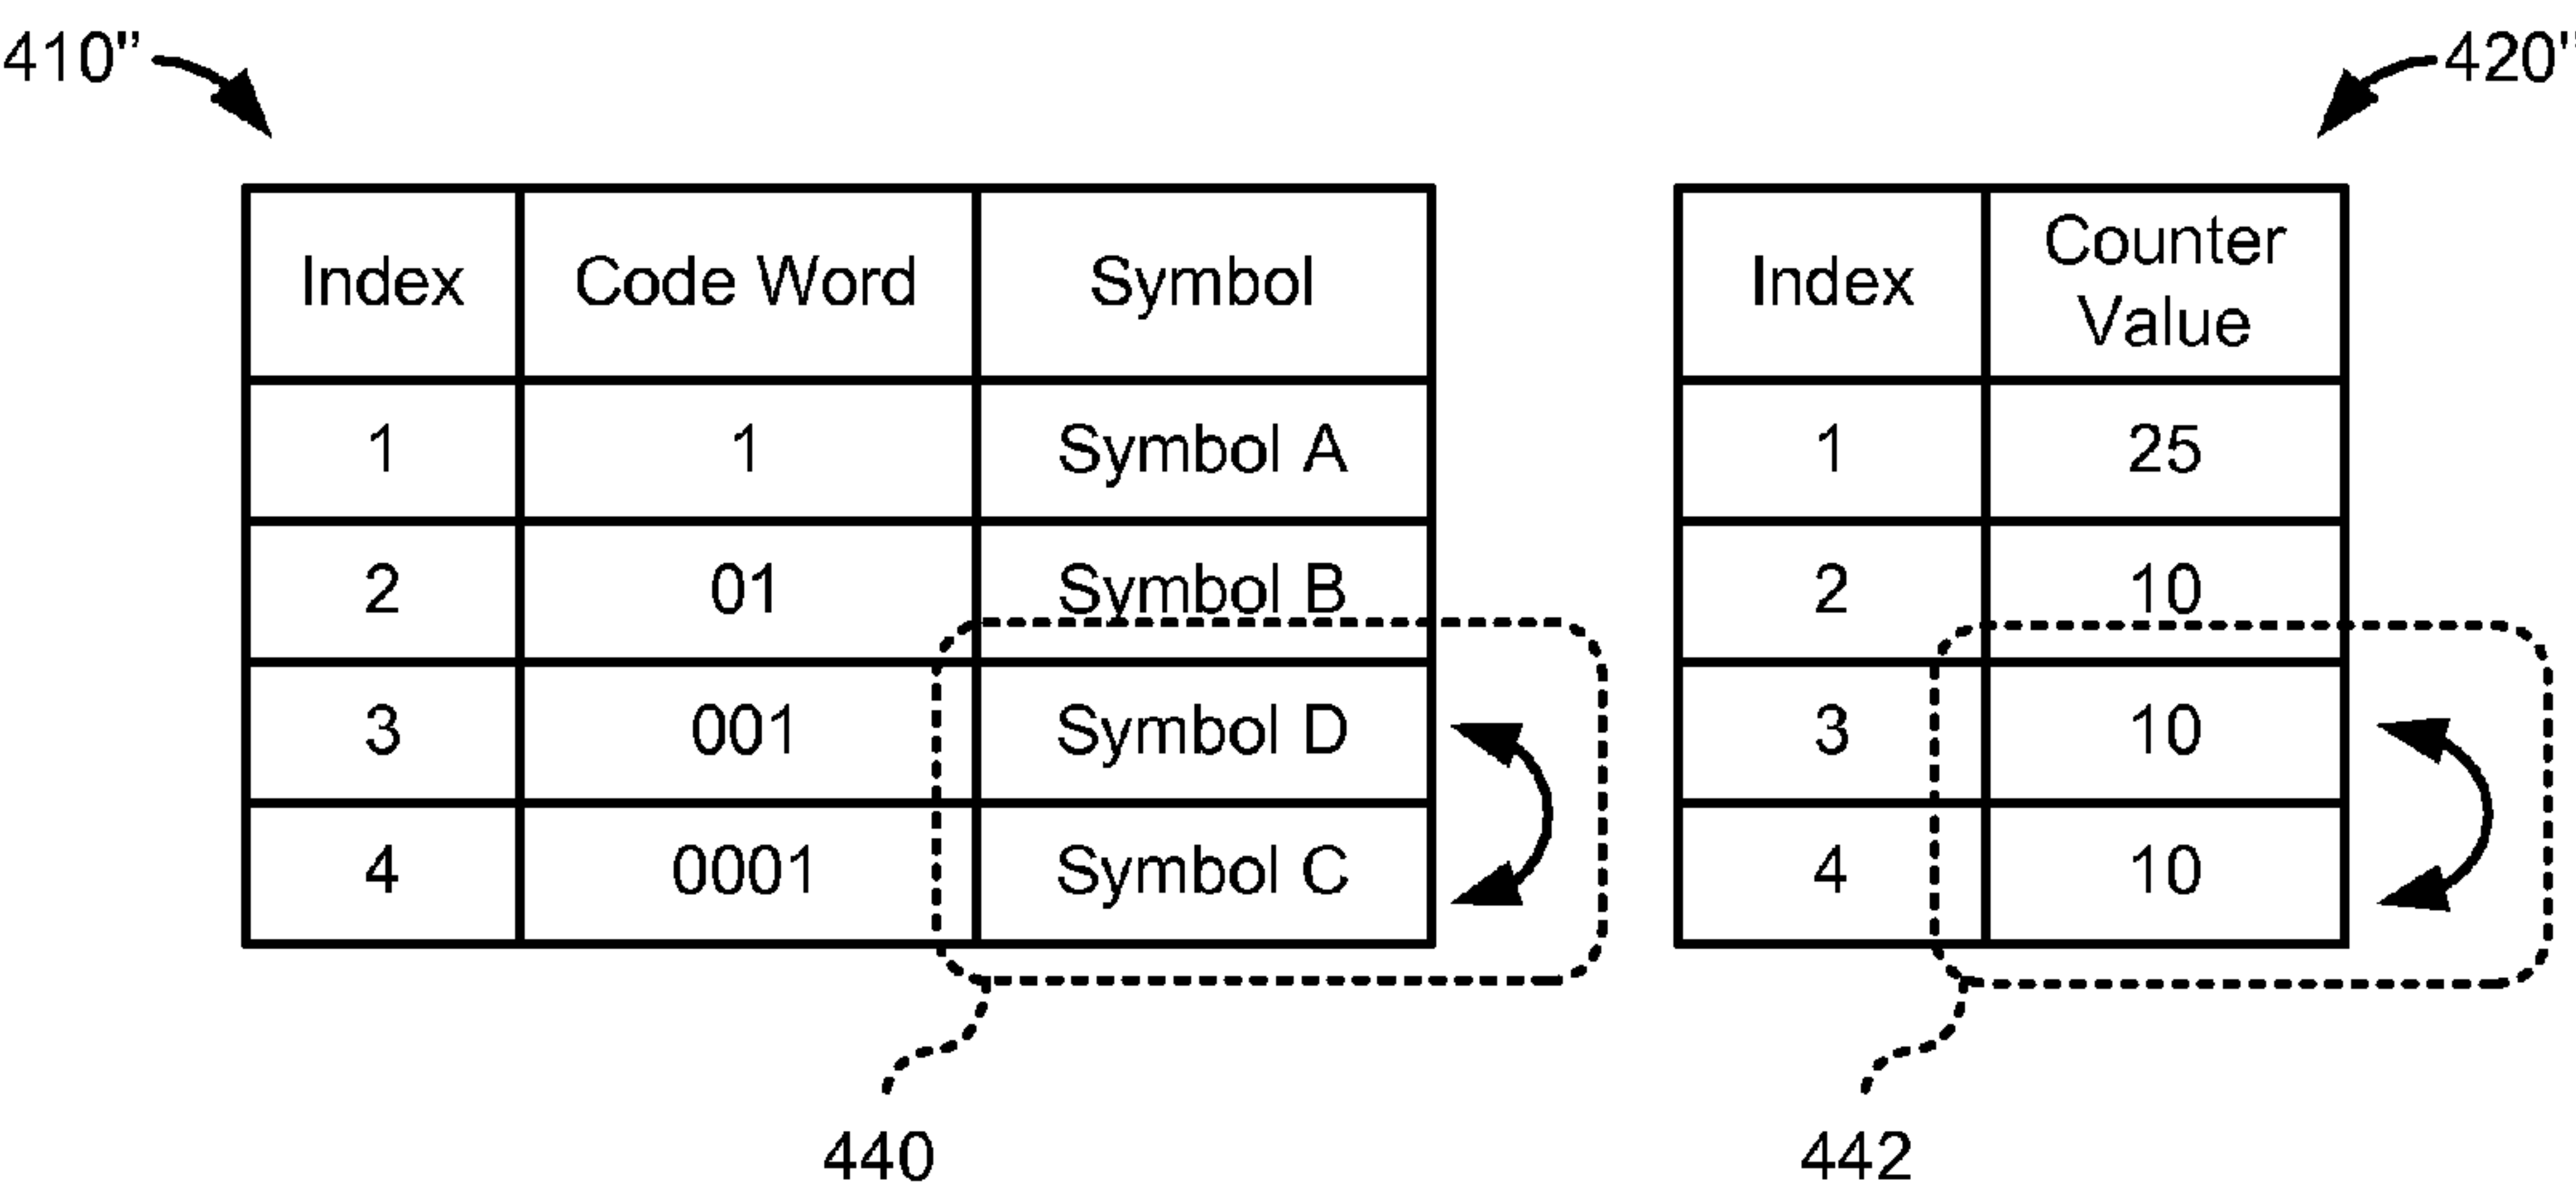 410" 420"
Index Code Word Symbol Index Counter Value
1 1 Symbol A 1 25
2 01 Symbol B 2 10
3 001 Symbol D 3 10
4 0001 Symbol C 4 10
440 442